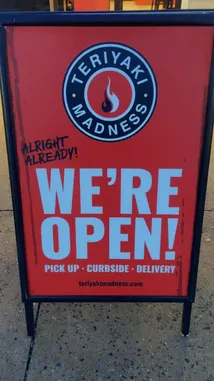 TERIYAKI
MADNESS
ALRIGHT
ALREADY!
WE'RE
OPEN!
PICK UP · CURBSIDE · DELIVERY
teriyakimadness.com